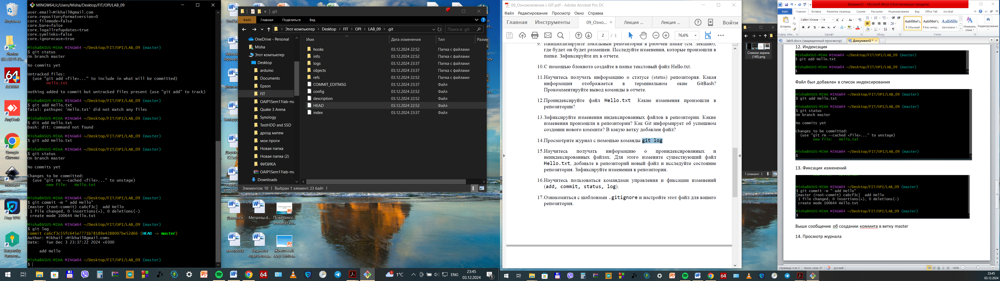 MINGW64:/c/Users/Misha/Desktop/FIT/OPI/LAB_09
user.email=Mikhail@gmail.com
core.repositoryformatversion=0
core.filemode=false
core.bare=false
core.logallrefupdates=true
core.symlinks=false
core.ignorecase=true
Misha@ASUS-MIHA MINGW64 ~/Desktop/FIT/OPI/LAB_09 (master)
$ git status
On branch master
No commits yet
Untracked files:
(use "git add <file>..." to include in what will be committed)
Hello.txt
nothing added to commit but untracked files present (use "git add" to track)
Misha@ASUS-MIHA MINGW64 ~/Desktop/FIT/OPI/LAB_09 (master)
$ git add Hello.txt
fatal: pathspec 'Hello.txt' did not match any files
Misha@ASUS-MIHA MINGW64 ~/Desktop/FIT/OPI/LAB_09 (master)
$ dit add Hello.txt
bash: dit: command not found
Misha@ASUS-MIHA MINGW64 ~/Desktop/FIT/OPI/LAB_09 (master)
$ git add Hello.txt
Misha@ASUS-MIHA MINGW64 ~/Desktop/FIT/OPI/LAB_09 (master)
$ git status
On branch master
No commits yet
Changes to be committed:
(use "git rm --cached <file>..." to unstage)
new file:   Hello.txt
Misha@ASUS-MIHA MINGW64 ~/Desktop/FIT/OPI/LAB_09 (master)
$ git commit -m " add Hello"
[master (root-commit) ca6cf3c]  add Hello
1 file changed, 0 insertions(+), 0 deletions(-)
create mode 100644 Hello.txt
Misha@ASUS-MIHA MINGW64 ~/Desktop/FIT/OPI/LAB_09 (master)
$ git log
commit ca6cf3c55fc645e7771b78189e4288007be52d66 (HEAD -> master)
Author: Mikhail <Mikhail@gmail.com>
Date:   Tue Dec 3 23:37:22 2024 +0300
add Hello
Misha@ASUS-MIHA MINGW64 ~/Desktop/FIT/OPI/LAB_09 (master)
$
Корзина
Photos
(ALEXEYHO...
AIDA64
AnyDesk
Google
Chrome
Inkscape
Пор VPN
Kaspersky
Passwor...
Дар.docx
Металлы.d...
Поверхнос...
аппарат кл...
англ.docx
Видимое
годичное д...
Животный
мир Белов...
.git
Файл
Главная
Поделиться
Вид
Этот компьютер
Desktop
FIT
OPI
LAB_09
.git
Поиск в: .git
OneDrive - Personal
Misha
Этот компьютер
Desktop
arduino
Documents
Epson
FIT
OAIP1Sem11lab-ma
Quake 3 Arena
Synology
TestHDD and SSD
дрозд матем
мои проги
Новая папка
Новая папка (2)
ФИЗИКА
OAIP1Sem11lab-ma
Downloads
Имя Дата изменения Тип Разме
hooks 03.12.2024 22:52 Папка с файлами
info 03.12.2024 22:52 Папка с файлами
logs 03.12.2024 23:37 Папка с файлами
objects 03.12.2024 23:37 Папка с файлами
refs 03.12.2024 22:52 Папка с файлами
COMMIT_EDITMSG 03.12.2024 23:37 Файл
config 03.12.2024 22:52 Файл
description 03.12.2024 22:52 Файл
HEAD 03.12.2024 22:52 Файл
index 03.12.2024 23:37 Файл
Элементов: 10
Выбран 1 элемент: 23 байт
1°C
ENG
23:45
03.12.2024
09_Ознокомление с GIT.pdf - Adobe Acrobat Pro DC
Файл Редактирование Просмотр Окно Справка
Главная
Инструменты
09_Озно...
Лекция ...
Лекция ...
Войти
2 / 3
76,6%
9. Инициализируйте локальный репозиторий в рабочей папке (см. лекцию),
где будет он будет размещен. Исследуйте изменения, которые произошли в
папке. Зафиксируйте их в отчете.
10.С помощью блокнота создайте в папке текстовый файл Hello.txt.
11.Научитесь получать информацию о статусе (status) репозитория. Какая
информация отображается в терминальном окне GitBash?
Прокомментируйте вывод команды в отчете.
12.Проиндексируйте файл Hello.txt Какие изменения произошли в
репозитории?
13.Зафиксируйте изменения индексированных файлов в репозитории. Какие
изменения произошли в репозитории? Как Git информирует об успешном
создании нового коммита? В какую ветку добавлен файл?
14.Просмотрите журнал с помощью команды git log
15.Научитесь получать информацию о проиндексированных и
неиндексированных файлах. Для этого измените существующий файл
Hello.txt, добавьте в репозиторий новый файл и исследуйте состояние
репозитория. Зафиксируйте изменения в репозитории.
16.Научитесь пользоваться командами управления и фиксации изменений
(add, commit, status, log).
17.Ознакомиться с шаблонами .gitignore и настройте этот файл для вашего
репозитория.
Снимок экрана
(140).png
1 элемент
Документ2 - Microsoft Word (Сбой активации продукта)
Файл Главная Вставка Разметка страницы Ссылки Рассылки Рецензирование Вид Office Tab Acrobat
Вставить
Calibri (Основ
14
АаБбВвГг, АаБбВвГг, АаБбВв
¶ Обычный
¶ Без интер...
Заголовок 1
Изменить
стили
Редактирование
Буфер обм...
Шрифт
Абзац
Стили
lab9.docx (защищенный просмотр)
Документ2 *
12. Индексация
Misha@ASUS-MIHA MINGW64 ~/Desktop/FIT/OPI/LAB_09 (master)
$ git add Hello.txt
Misha@ASUS-MIHA MINGW64 ~/Desktop/FIT/OPI/LAB_09 (master)
$
Файл был добавлен в список индексирования
Misha@ASUS-MIHA MINGW64 ~/Desktop/FIT/OPI/LAB_09 (master)
$ git add Hello.txt
Misha@ASUS-MIHA MINGW64 ~/Desktop/FIT/OPI/LAB_09 (master)
$ git status
On branch master
No commits yet
Changes to be committed:
(use "git rm --cached <file>..." to unstage)
new file:   Hello.txt
Misha@ASUS-MIHA MINGW64 ~/Desktop/FIT/OPI/LAB_09 (master)
$
13. Фиксация изменений
Misha@ASUS-MIHA MINGW64 ~/Desktop/FIT/OPI/LAB_09 (master)
$ git commit -m " add Hello"
[master (root-commit) ca6cf3c]  add Hello
1 file changed, 0 insertions(+), 0 deletions(-)
create mode 100644 Hello.txt
Misha@ASUS-MIHA MINGW64 ~/Desktop/FIT/OPI/LAB_09 (master)
$
Выше сообщение об создании коммита в ветку master
14. Просмотр журнала
Страница: 4 из 5
Число слов: 47
русский
100%
23:45
03.12.2024